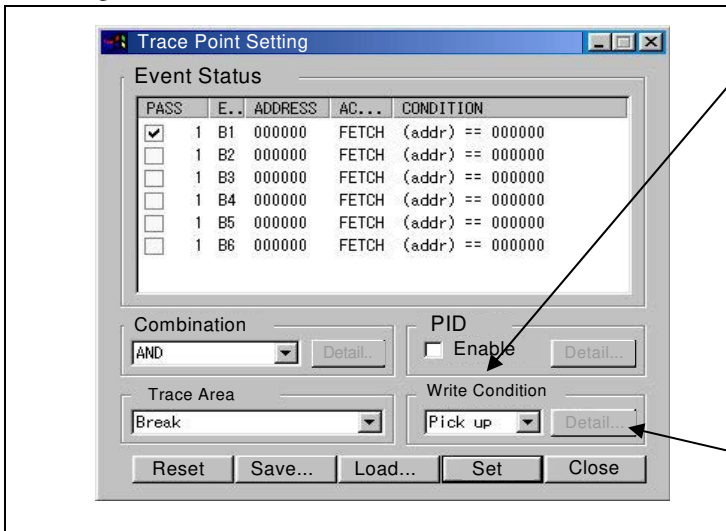 Trace Point Setting
Event Status
PASS E.. ADDRESS AC... CONDITION
1 B1 000000 FETCH (addr) == 000000
1 B2 000000 FETCH (addr) == 000000
1 B3 000000 FETCH (addr) == 000000
1 B4 000000 FETCH (addr) == 000000
1 B5 000000 FETCH (addr) == 000000
1 B6 000000 FETCH (addr) == 000000
Combination PID
AND Detail.. Enable Detail...
Trace Area Write Condition
Break Pick up Detail...
Reset Save... Load... Set Close